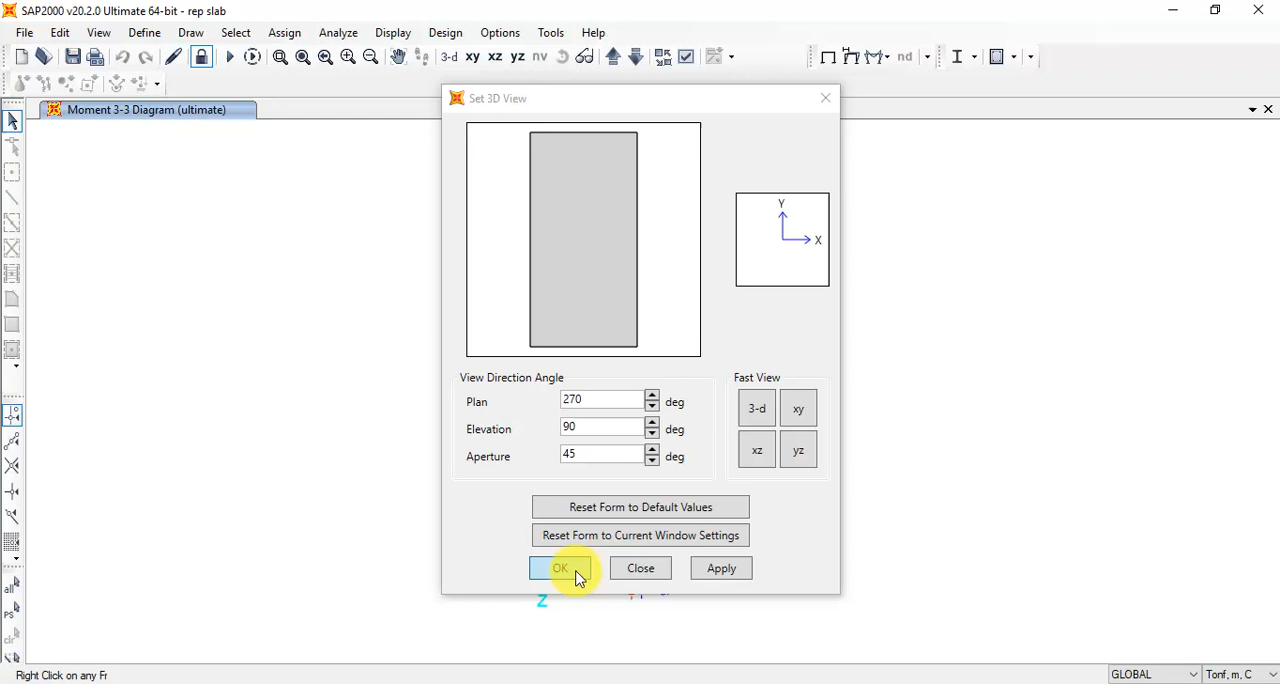 SAP2000 v20.2.0 Ultimate 64-bit - rep slab
File Edit View Define Draw Select Assign Analyze Display Design Options Tools Help
3-d xy xz yz nv nd
Moment 3-3 Diagram (ultimate)
Set 3D View
Y
X
View Direction Angle
Plan 270 deg
Elevation 90 deg
Aperture 45 deg
Fast View
3-d xy
xz yz
Reset Form to Default Values
Reset Form to Current Window Settings
OK Close Apply
Z
all
PS
clr
Right Click on any Fr
GLOBAL Tonf, m, C